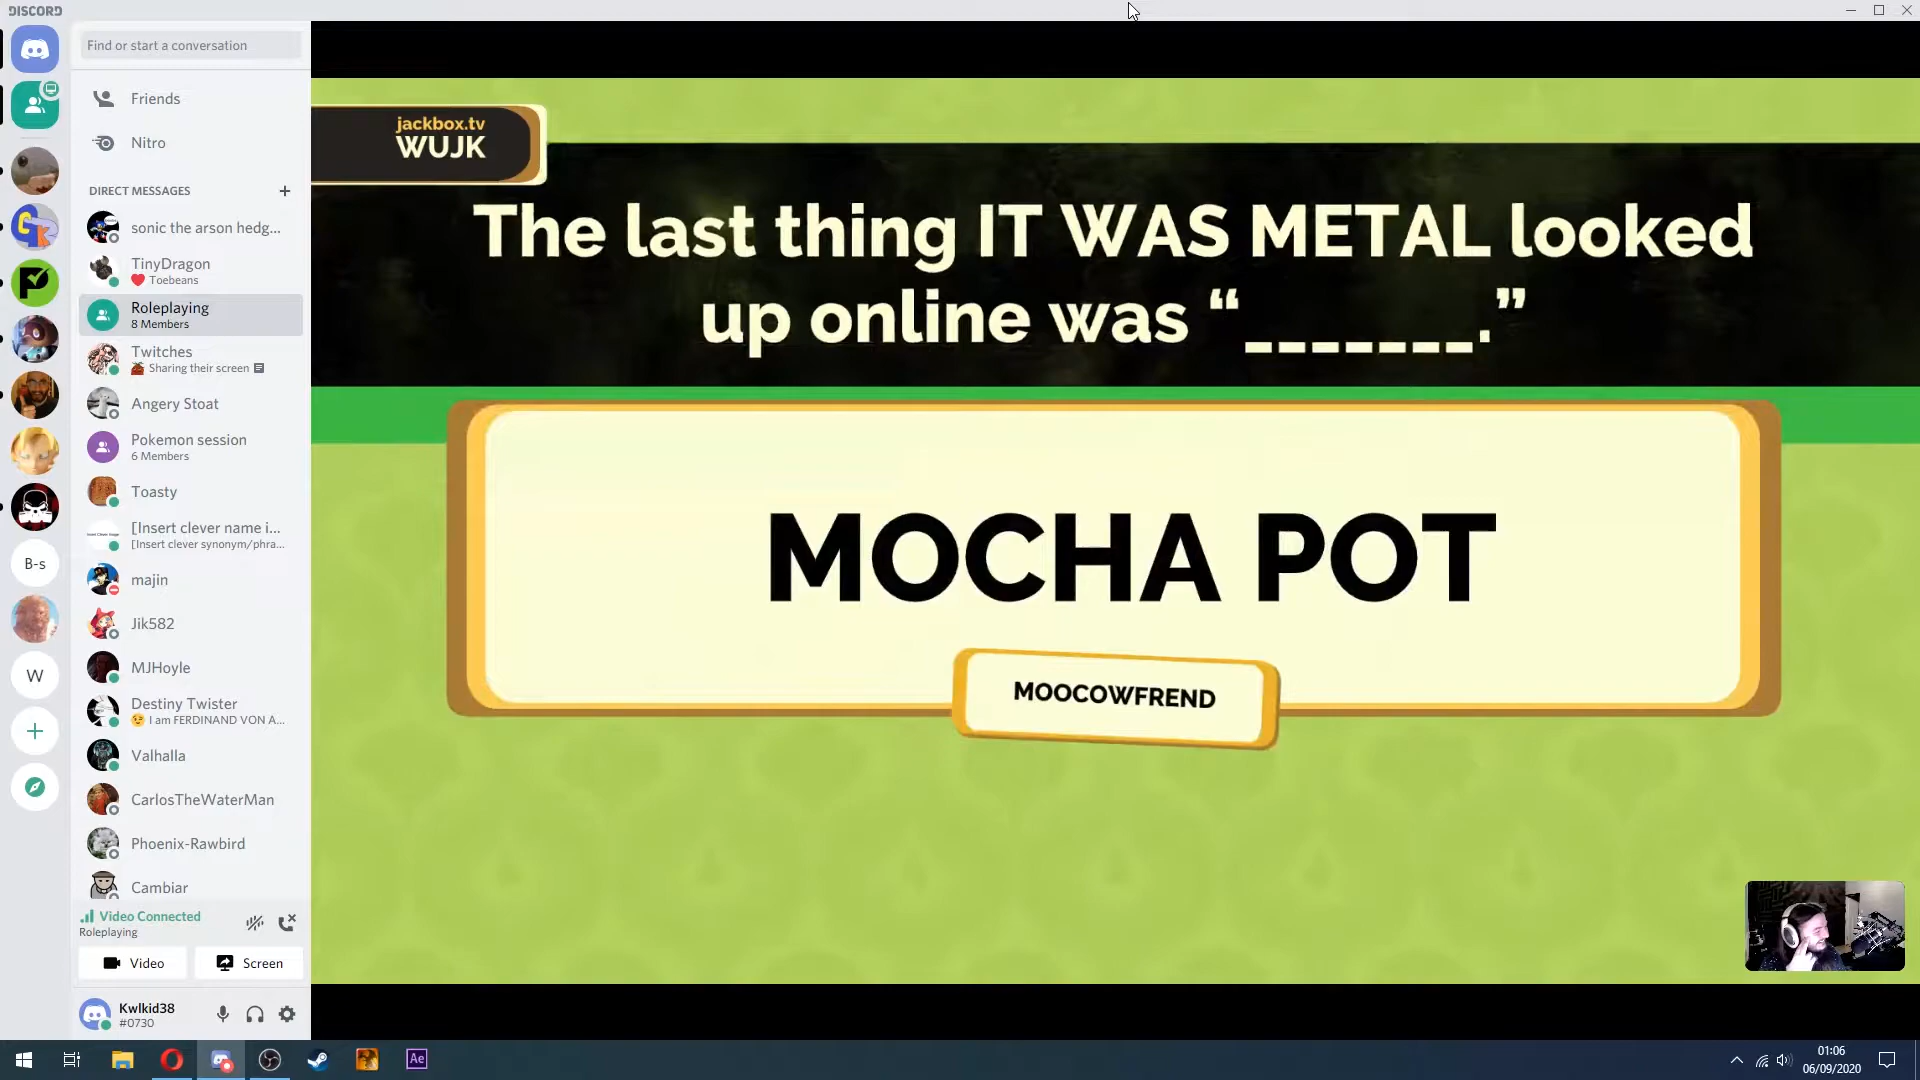 DISCORD
Find or start a conversation
Friends
Nitro
DIRECT MESSAGES
sonic the arson hedg...
TinyDragon
Toebeans
Roleplaying
8 Members
Twitches
Sharing their screen
Angery Stoat
Pokemon session
6 Members
Toasty
[Insert clever name i...
[Insert clever synonym/phra...
majin
Jik582
MJHoyle
Destiny Twister
I am FERDINAND VON A...
Valhalla
CarlosTheWaterMan
Phoenix-Rawbird
Cambiar
Video Connected
Roleplaying
Video
Screen
Kwlkid38
#0730
B-s
W
jackbox.tv
WUJK
The last thing IT WAS METAL looked
up online was “_______.”
MOCHA POT
MOOCOWFREND
Ae
01:06
06/09/2020